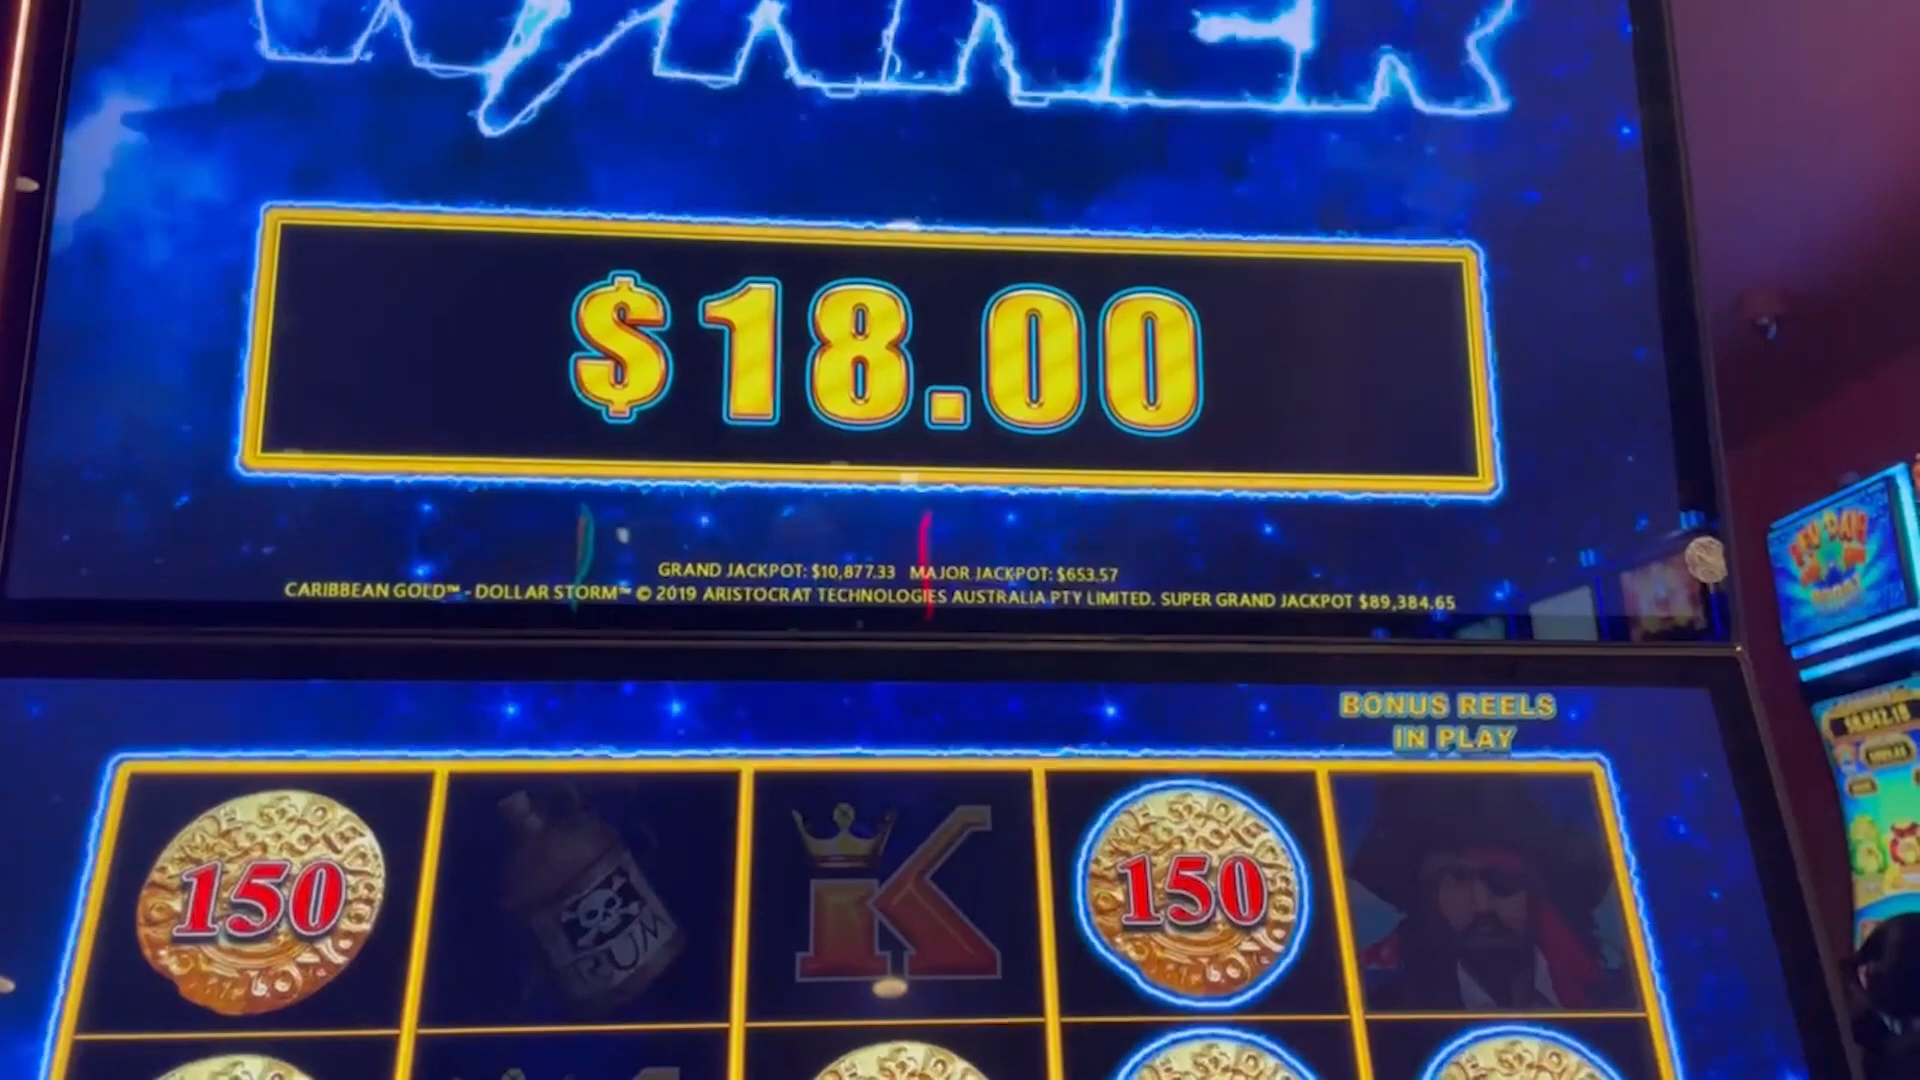 WINNER
$18.00
GRAND JACKPOT: $10,877.33 MAJOR JACKPOT: $653.57
CARIBBEAN GOLD™ - DOLLAR STORM™ © 2019 ARISTOCRAT TECHNOLOGIES AUSTRALIA PTY LIMITED. SUPER GRAND JACKPOT $89,384.65
BONUS REELS
IN PLAY
150
RUM
K
150